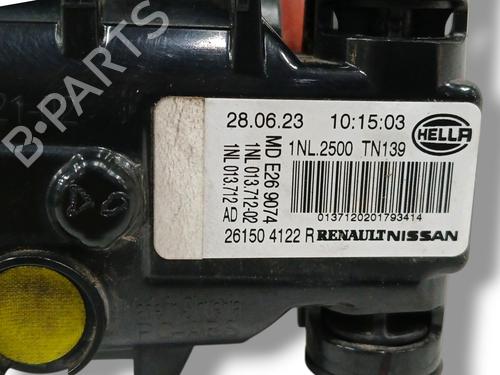 B-PARTS
28.06.23 10:15:03
HELLA
1NL.2500 TN139
MD E26 9074
1NL 013.712-02
1NL 013.712 AD
0137120201793414
26150 4122 R RENAULT NISSAN